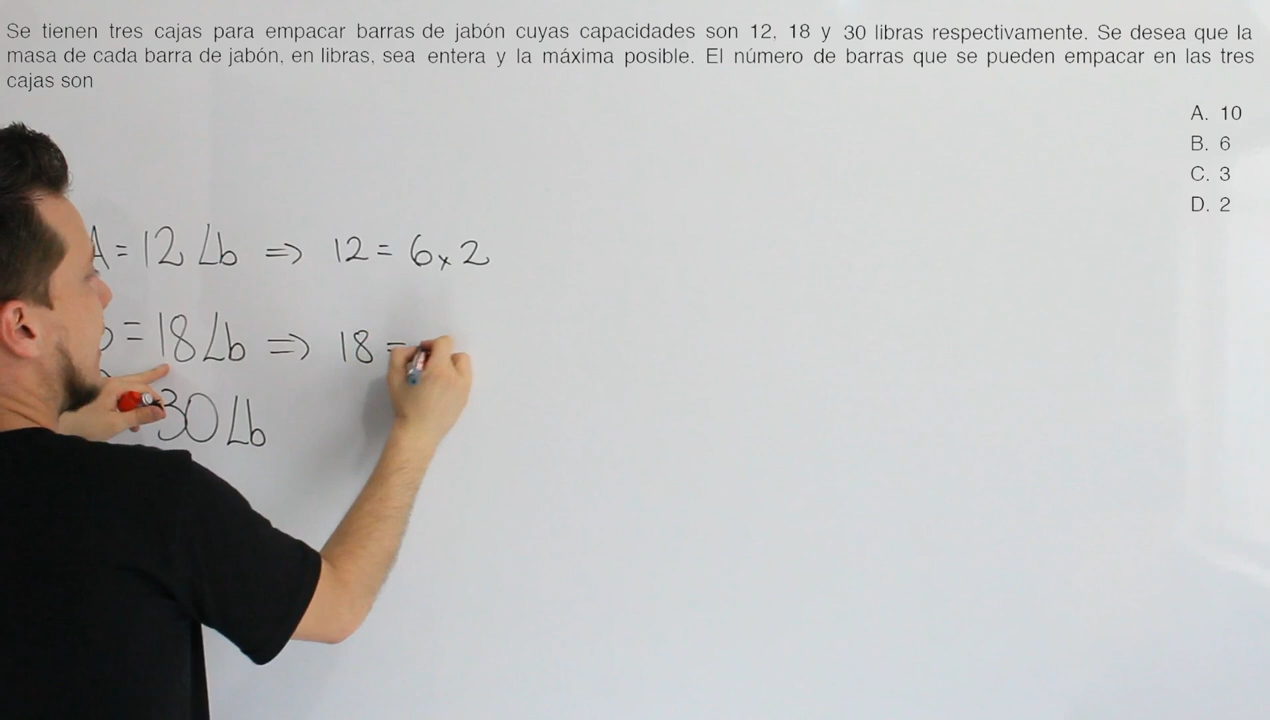 Se tienen tres cajas para empacar barras de jabón cuyas capacidades son 12, 18 y 30 libras respectivamente. Se desea que la
masa de cada barra de jabón, en libras, sea entera y la máxima posible. El número de barras que se pueden empacar en las tres
cajas son
A. 10
B. 6
C. 3
D. 2
A = 12 Lb => 12 = 6 x 2
= 18 Lb => 18 =
30 Lb